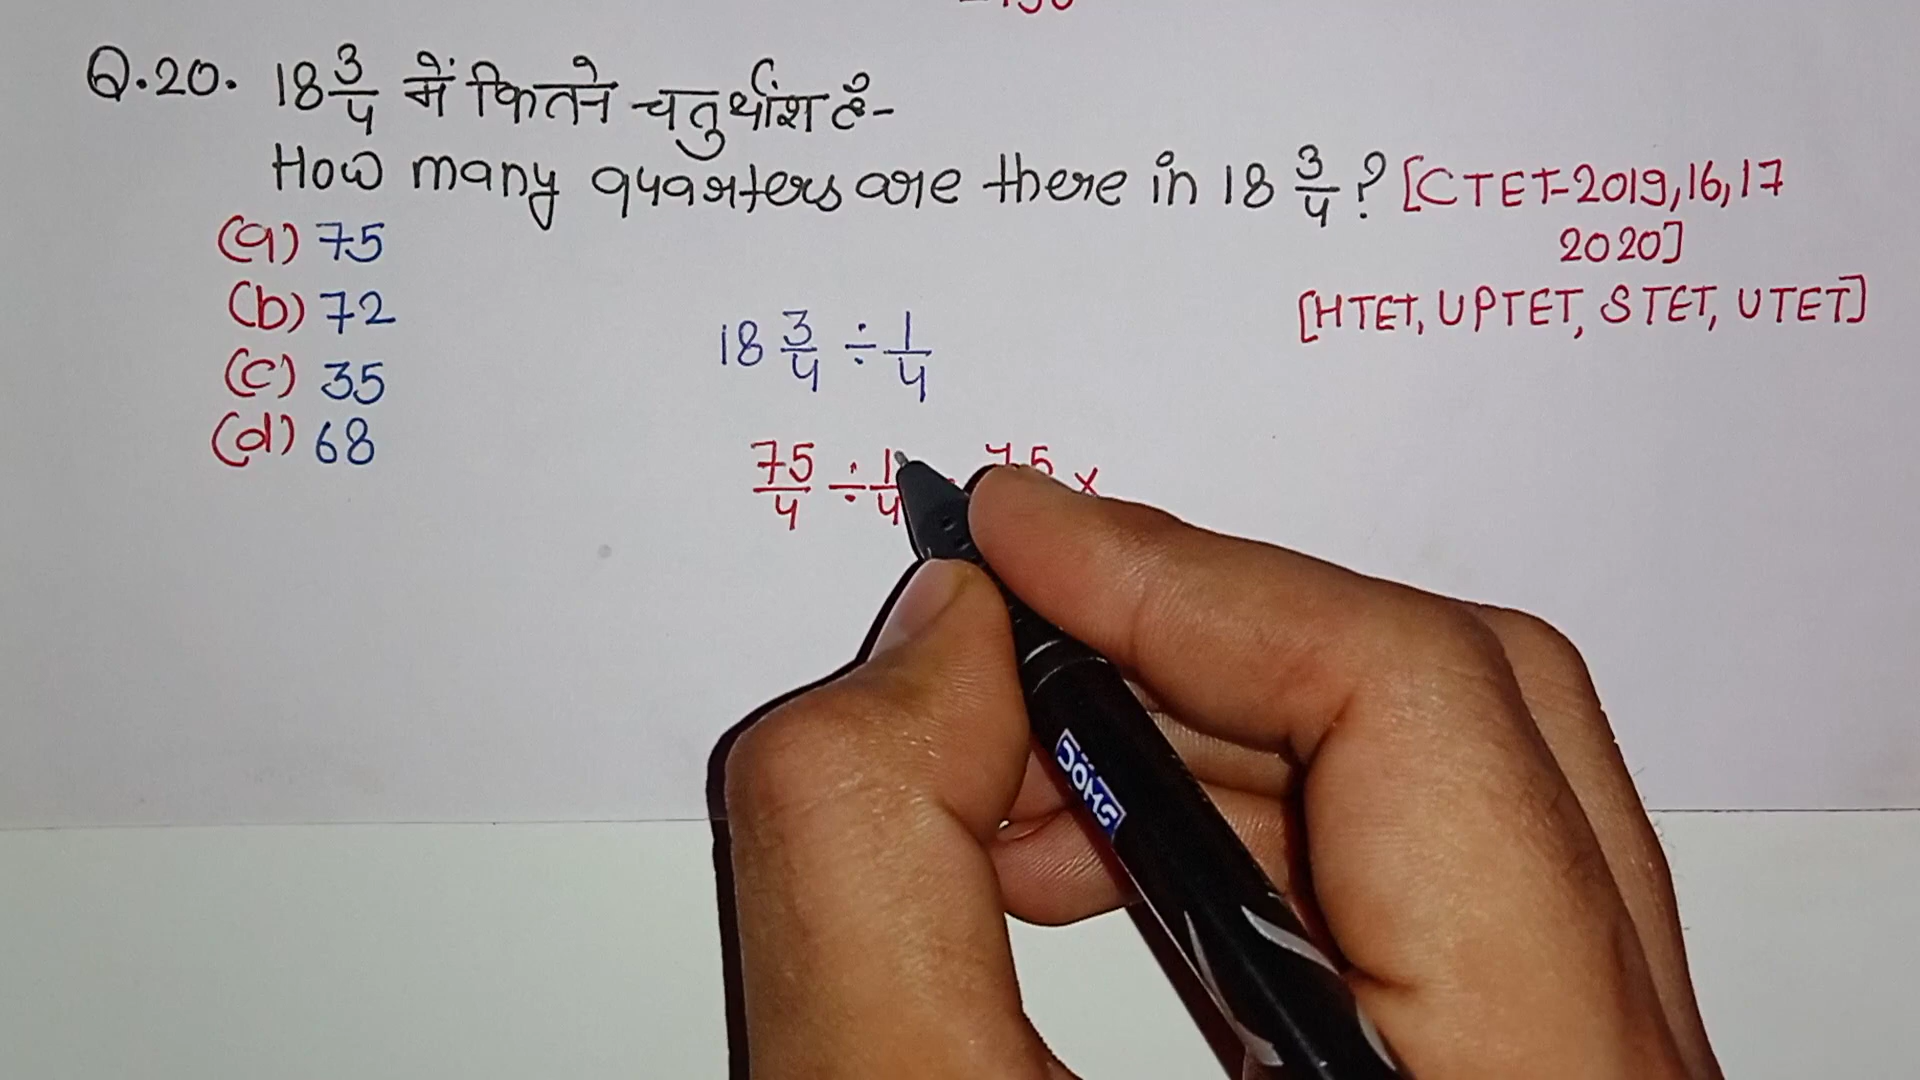 Q.20. 18 3/4 में कितने चतुर्थांश हैं-
How many quarters are there in 18 3/4 ? [CTET-2019,16,17
2020]
[HTET, UPTET, STET, UTET]
(a) 75
(b) 72
(c) 35
(d) 68
18 3/4 ÷ 1/4
75/4 ÷ 1/4 75 ×
DOMS